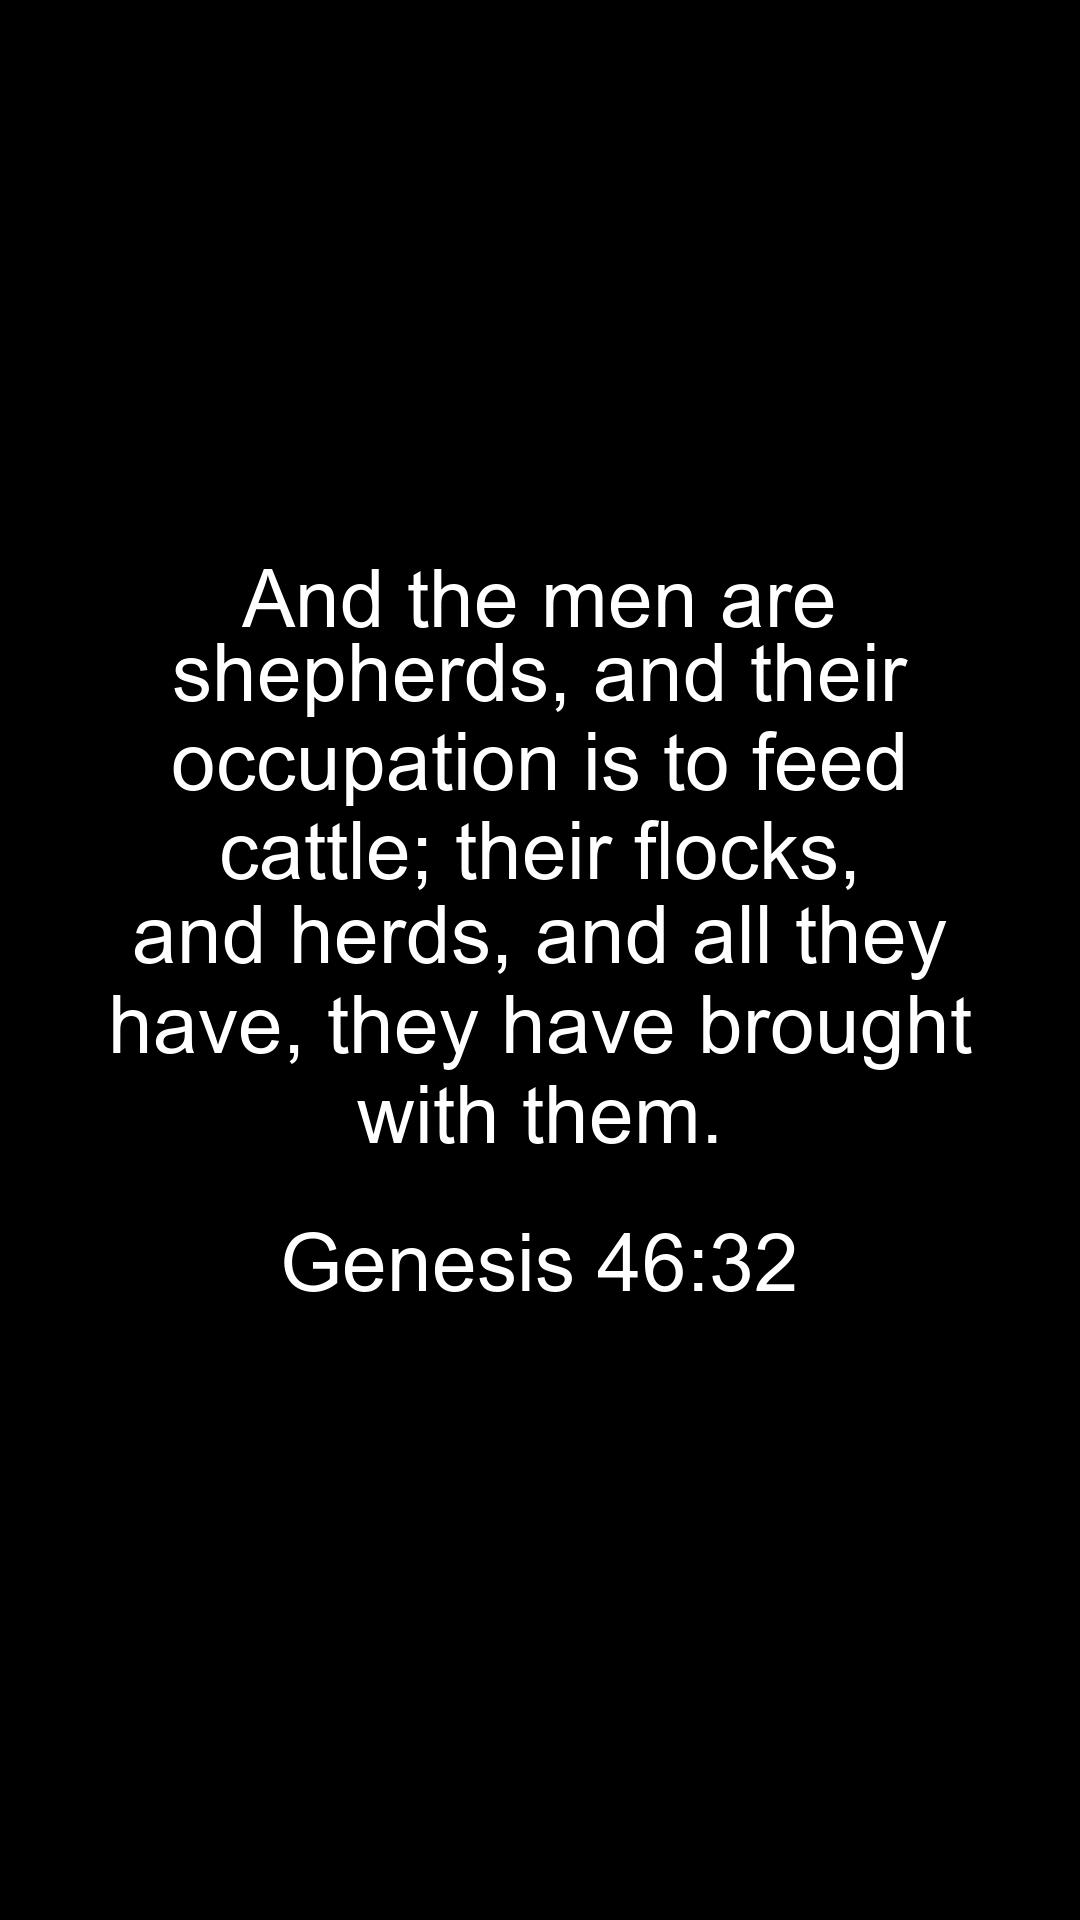 And the men are
shepherds, and their
occupation is to feed
cattle; their flocks,
and herds, and all they
have, they have brought
with them.
Genesis 46:32